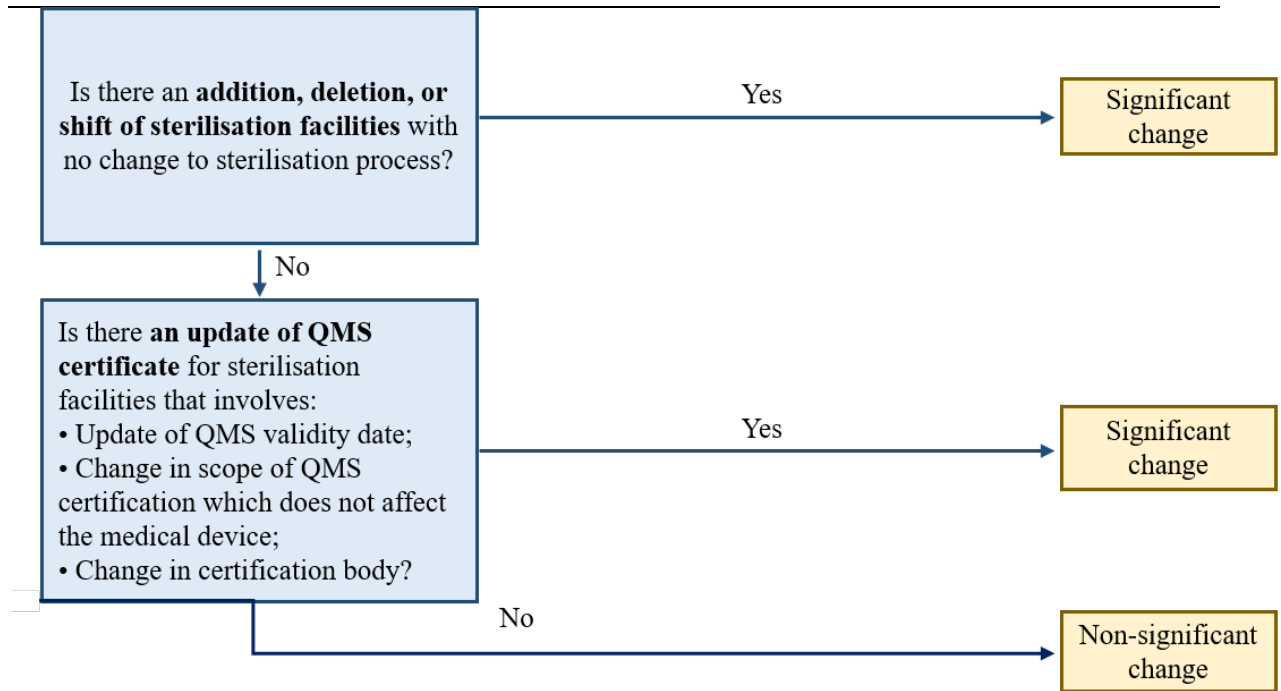 Is there an addition, deletion, or
shift of sterilisation facilities with
no change to sterilisation process?
Yes
Significant
change
No
Is there an update of QMS
certificate for sterilisation
facilities that involves:
• Update of QMS validity date;
• Change in scope of QMS
certification which does not affect
the medical device;
• Change in certification body?
Yes
Significant
change
No
Non-significant
change